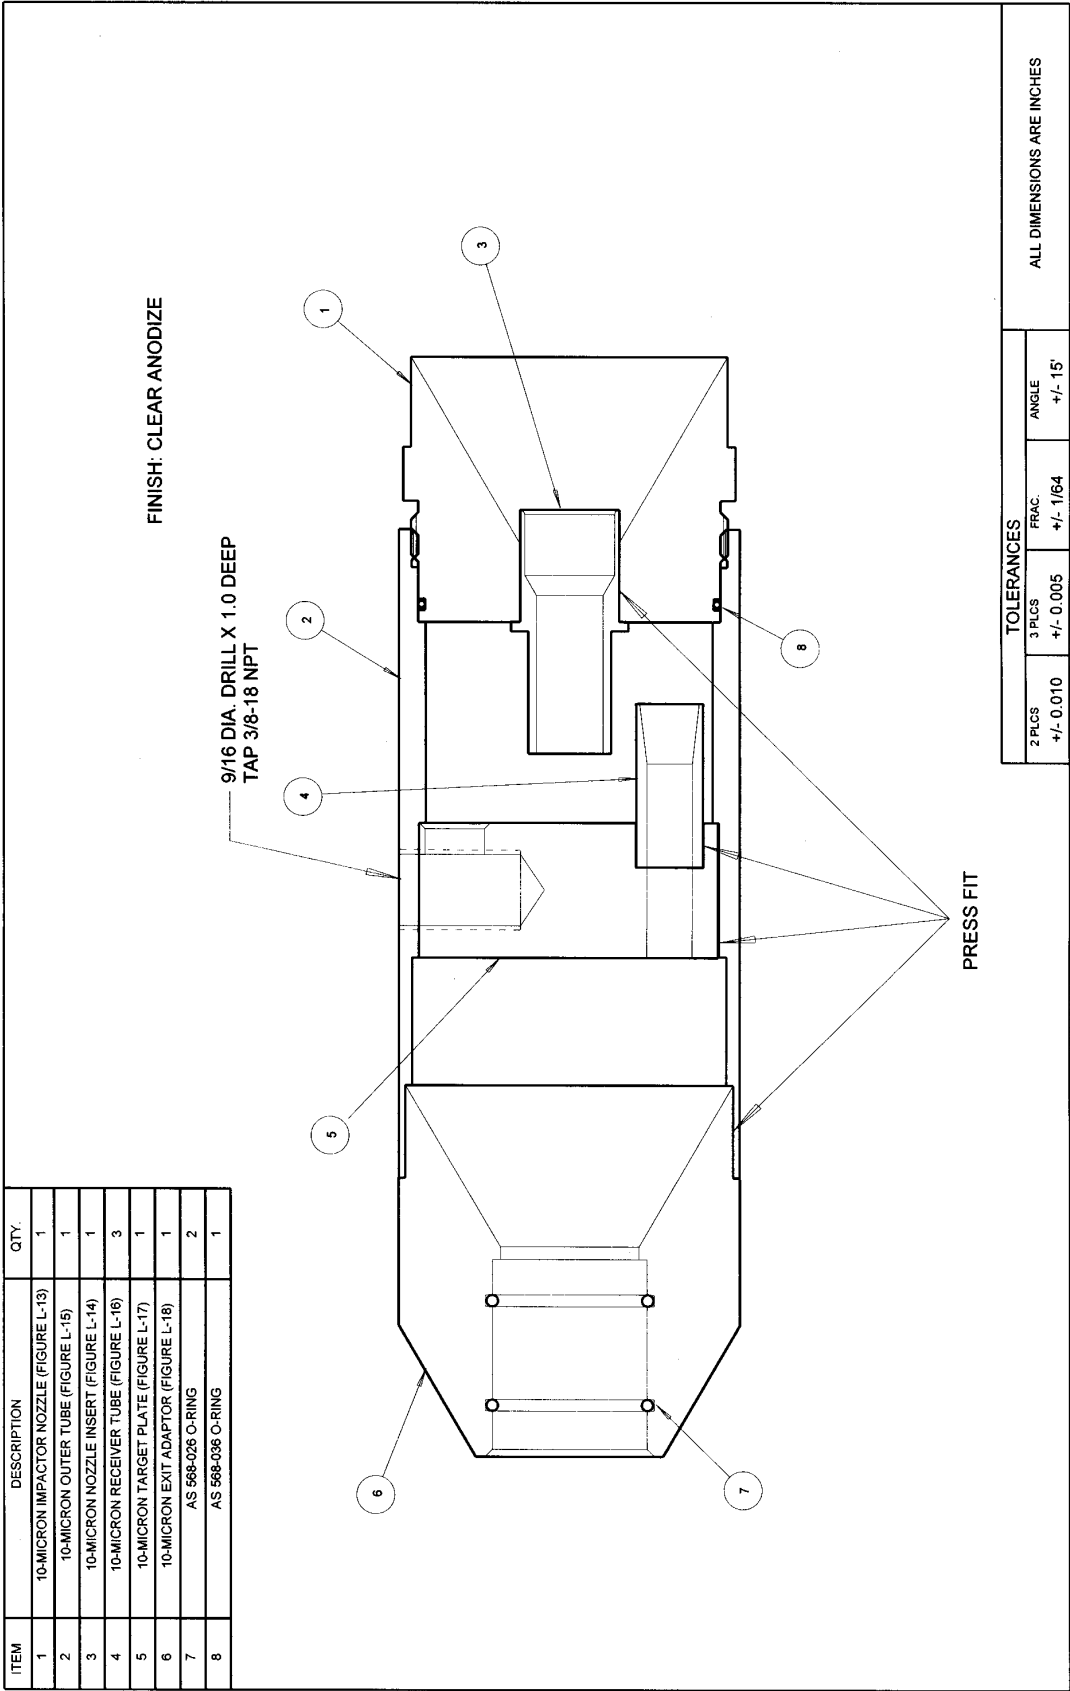 ITEM DESCRIPTION QTY.
1 10-MICRON IMPACTOR NOZZLE (FIGURE L-13) 1
2 10-MICRON OUTER TUBE (FIGURE L-15) 1
3 10-MICRON NOZZLE INSERT (FIGURE L-14) 1
4 10-MICRON RECEIVER TUBE (FIGURE L-16) 3
5 10-MICRON TARGET PLATE (FIGURE L-17) 1
6 10-MICRON EXIT ADAPTOR (FIGURE L-18) 1
7 AS 568-026 O-RING 2
8 AS 568-036 O-RING 1
FINISH: CLEAR ANODIZE
9/16 DIA. DRILL X 1.0 DEEP
TAP 3/8-18 NPT
6
5
4
2
1
3
7
8
PRESS FIT
TOLERANCES
2 PLCS 3 PLCS FRAC. ANGLE
+/- 0.010 +/- 0.005 +/- 1/64 +/- 15'
ALL DIMENSIONS ARE INCHES